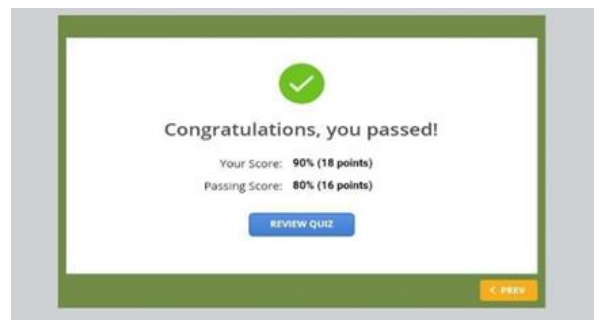 Congratulations, you passed!
Your Score: 90% (18 points)
Passing Score: 80% (16 points)
REVIEW QUIZ
< PREV